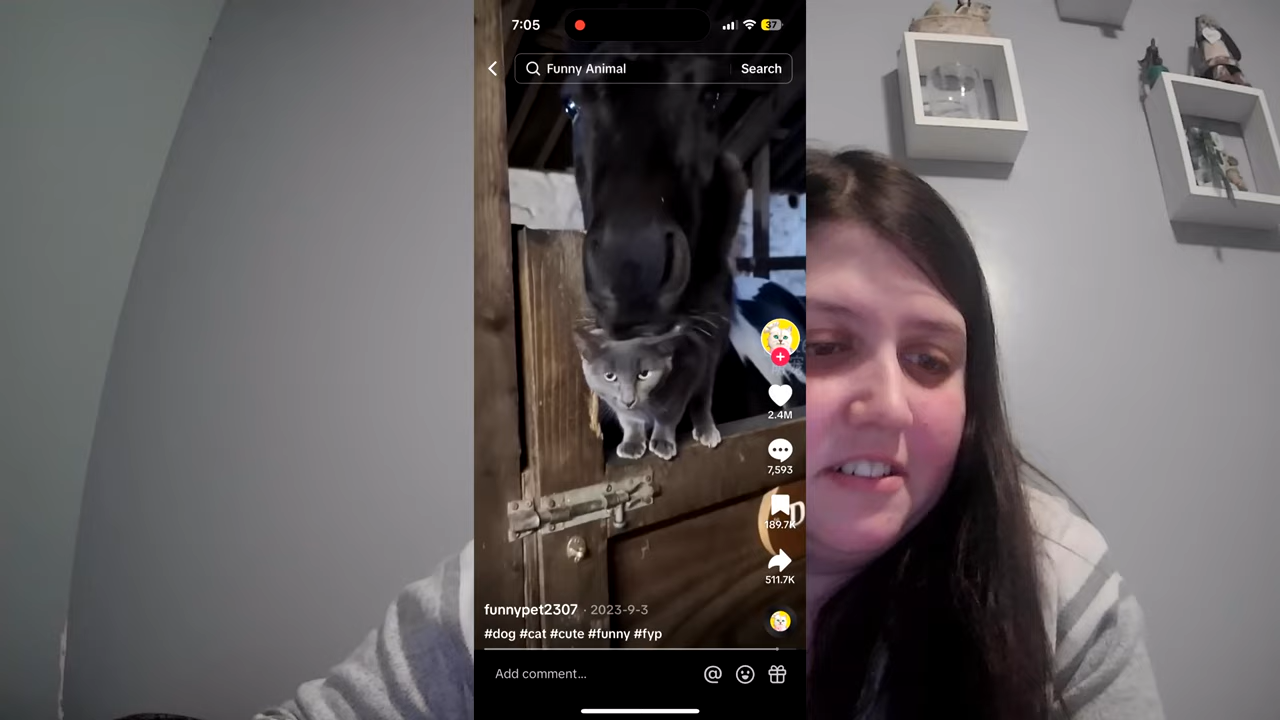 7:05
37
Funny Animal
Search
2.4M
7,593
189.7K
511.7K
funnypet2307 · 2023-9-3
#dog #cat #cute #funny #fyp
Add comment...